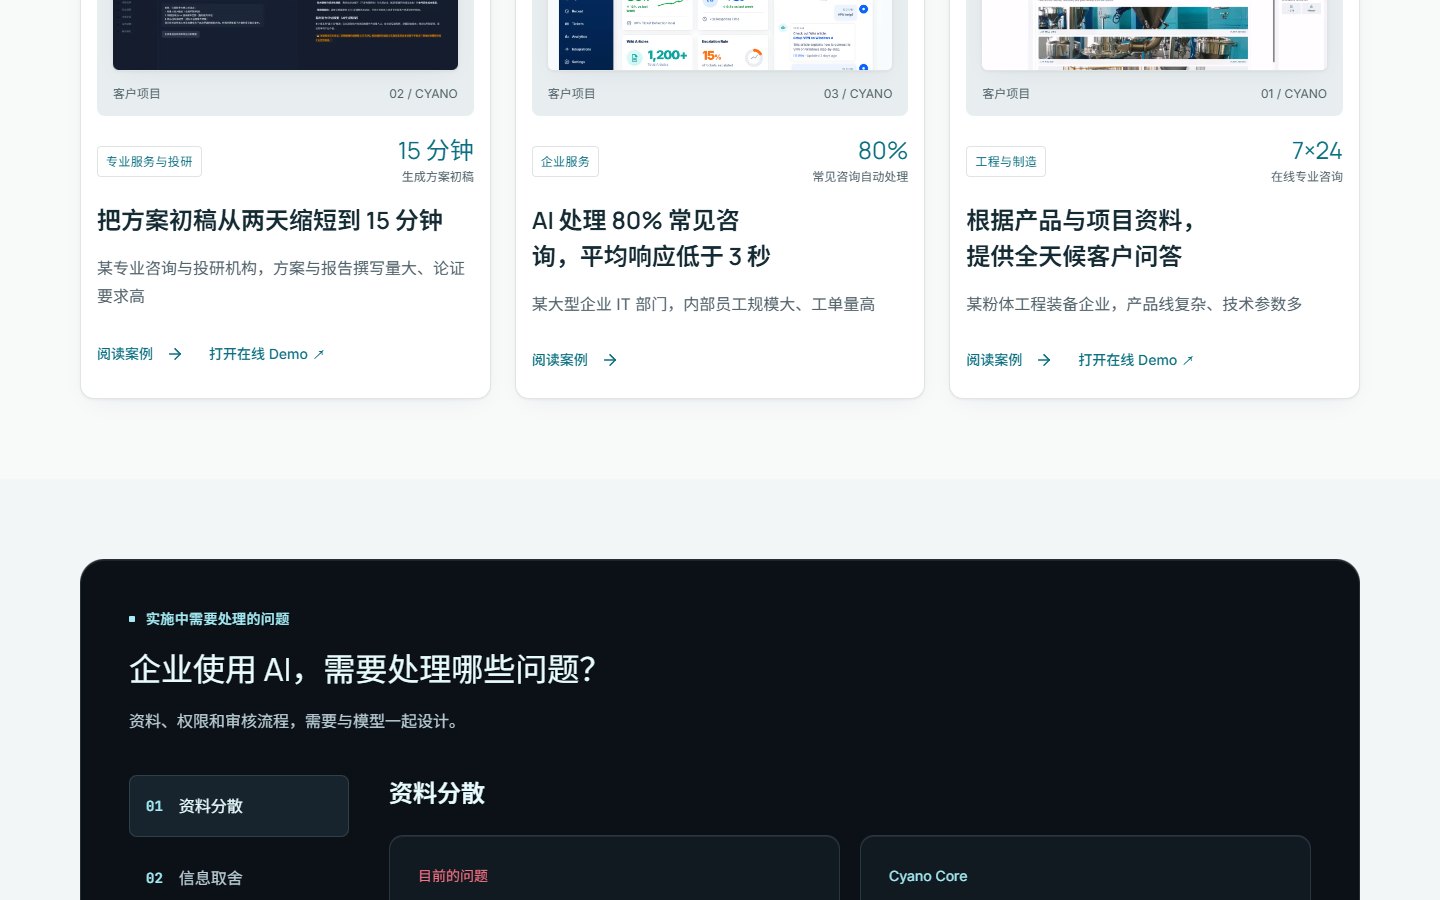 Tickets
Analytics
Integrations
Settings
1,200+
15%
客户项目
02 / CYANO
客户项目
03 / CYANO
客户项目
01 / CYANO
专业服务与投研
15 分钟
生成方案初稿
把方案初稿从两天缩短到 15 分钟
某专业咨询与投研机构，方案与报告撰写量大、论证
要求高
阅读案例 →
打开在线 Demo ↗
企业服务
80%
常见咨询自动处理
AI 处理 80% 常见咨
询，平均响应低于 3 秒
某大型企业 IT 部门，内部员工规模大、工单量高
阅读案例 →
工程与制造
7×24
在线专业咨询
根据产品与项目资料，
提供全天候客户问答
某粉体工程装备企业，产品线复杂、技术参数多
阅读案例 →
打开在线 Demo ↗
实施中需要处理的问题
企业使用 AI，需要处理哪些问题？
资料、权限和审核流程，需要与模型一起设计。
01 资料分散
02 信息取舍
资料分散
目前的问题
Cyano Core